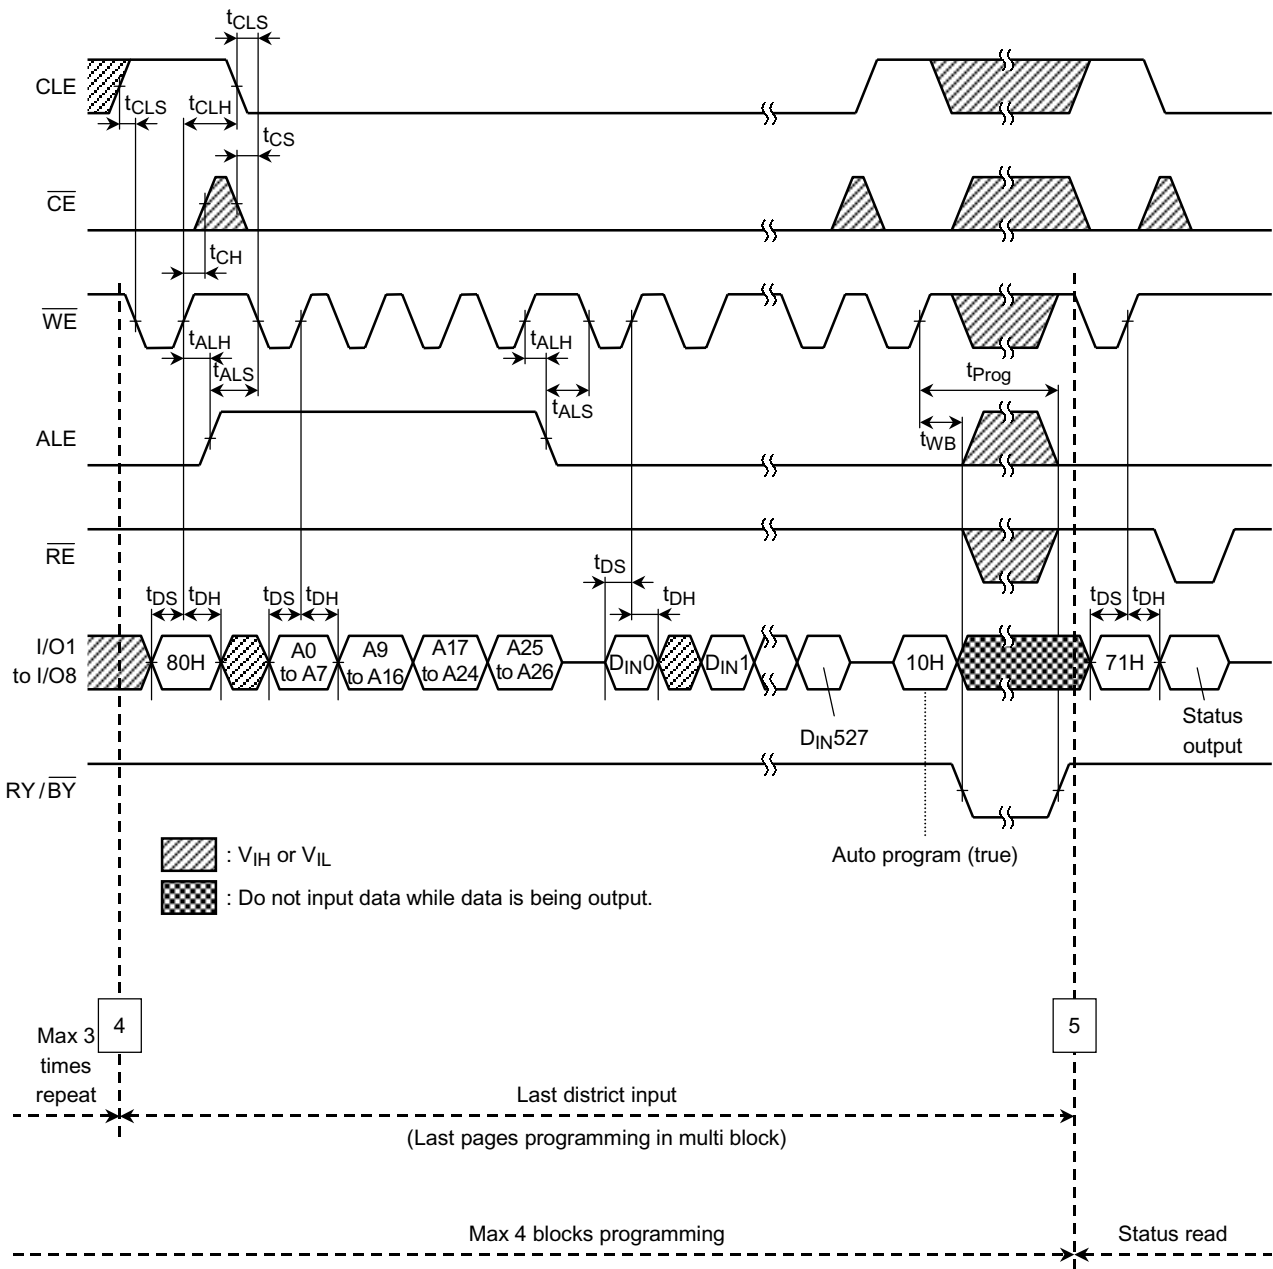 tCLS
CLE
tCLS
tCLH
tCS
CE
tCH
WE
tALH
tALS
tALH
tALS
tProg
tWB
ALE
RE
tDS
tDH
tDS
tDH
tDS
tDH
tDS
tDH
I/O1
to I/O8
80H
A0
to A7
A9
to A16
A17
to A24
A25
to A26
DIN0
DIN1
DIN527
10H
71H
Status
output
RY/BY
Auto program (true)
: VIH or VIL
: Do not input data while data is being output.
4
5
Max 3
times
repeat
Last district input
(Last pages programming in multi block)
Max 4 blocks programming
Status read